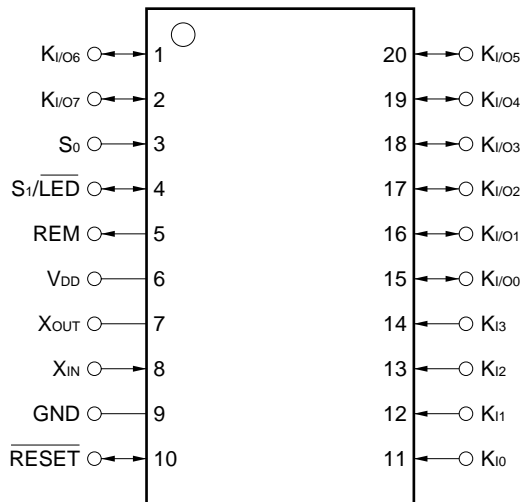 KI/O6 1 20 KI/O5
KI/O7 2 19 KI/O4
S0 3 18 KI/O3
S1/LED 4 17 KI/O2
REM 5 16 KI/O1
VDD 6 15 KI/O0
XOUT 7 14 KI3
XIN 8 13 KI2
GND 9 12 KI1
RESET 10 11 KI0